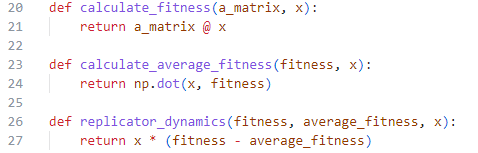 20 def calculate_fitness(a_matrix, x):
21     return a_matrix @ x
22
23 def calculate_average_fitness(fitness, x):
24     return np.dot(x, fitness)
25
26 def replicator_dynamics(fitness, average_fitness, x):
27     return x * (fitness - average_fitness)